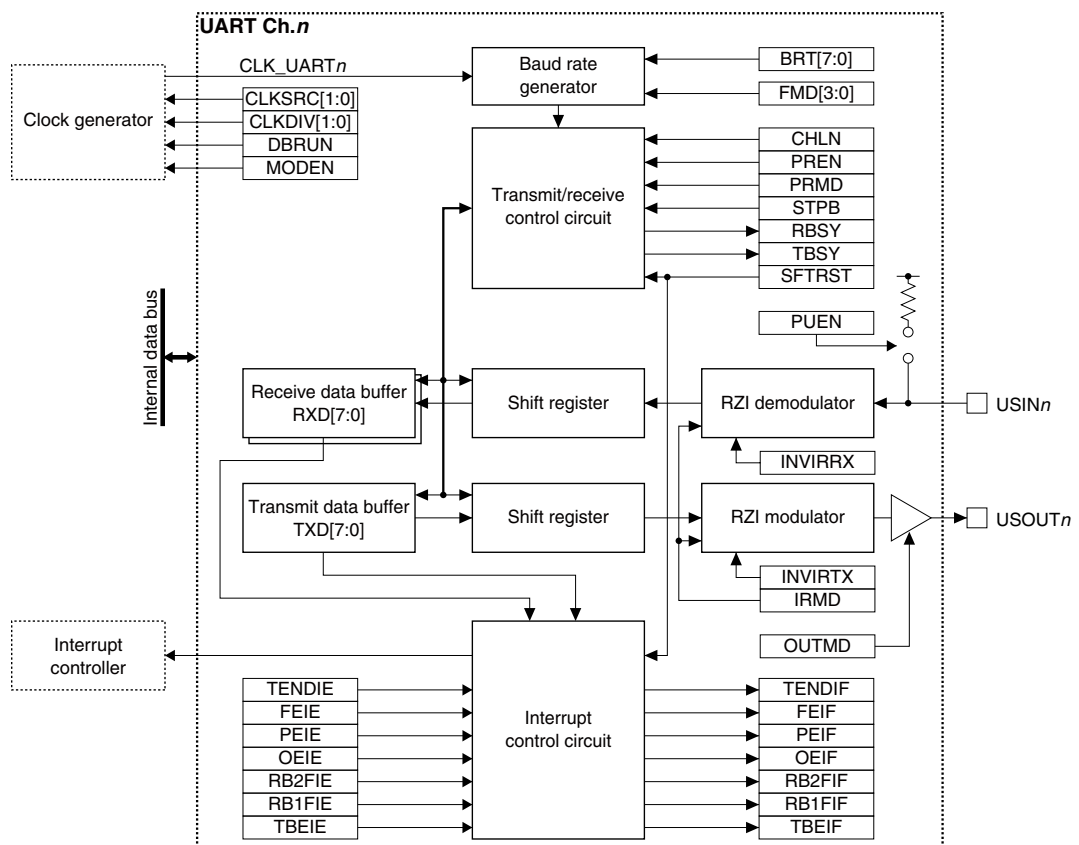 UART Ch.n
CLK_UARTn
Clock generator
CLKSRC[1:0]
CLKDIV[1:0]
DBRUN
MODEN
Baud rate
generator
BRT[7:0]
FMD[3:0]
Transmit/receive
control circuit
CHLN
PREN
PRMD
STPB
RBSY
TBSY
SFTRST
PUEN
Internal data bus
Receive data buffer
RXD[7:0]
Shift register
RZI demodulator
USINn
INVIRRX
Transmit data buffer
TXD[7:0]
Shift register
RZI modulator
USOUTn
INVIRTX
IRMD
OUTMD
Interrupt
controller
Interrupt
control circuit
TENDIE
FEIE
PEIE
OEIE
RB2FIE
RB1FIE
TBEIE
TENDIF
FEIF
PEIF
OEIF
RB2FIF
RB1FIF
TBEIF